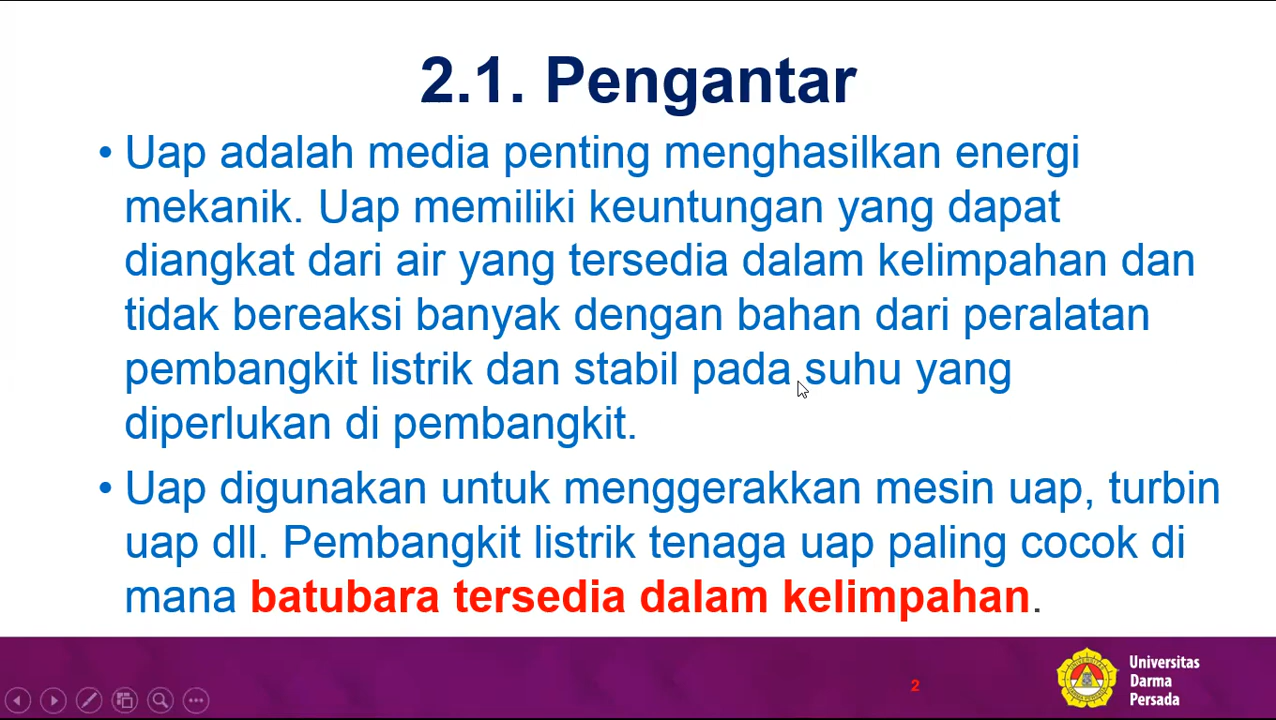 2.1. Pengantar
• Uap adalah media penting menghasilkan energi
mekanik. Uap memiliki keuntungan yang dapat
diangkat dari air yang tersedia dalam kelimpahan dan
tidak bereaksi banyak dengan bahan dari peralatan
pembangkit listrik dan stabil pada suhu yang
diperlukan di pembangkit.
• Uap digunakan untuk menggerakkan mesin uap, turbin
uap dll. Pembangkit listrik tenaga uap paling cocok di
mana batubara tersedia dalam kelimpahan.
2
Universitas
Darma
Persada